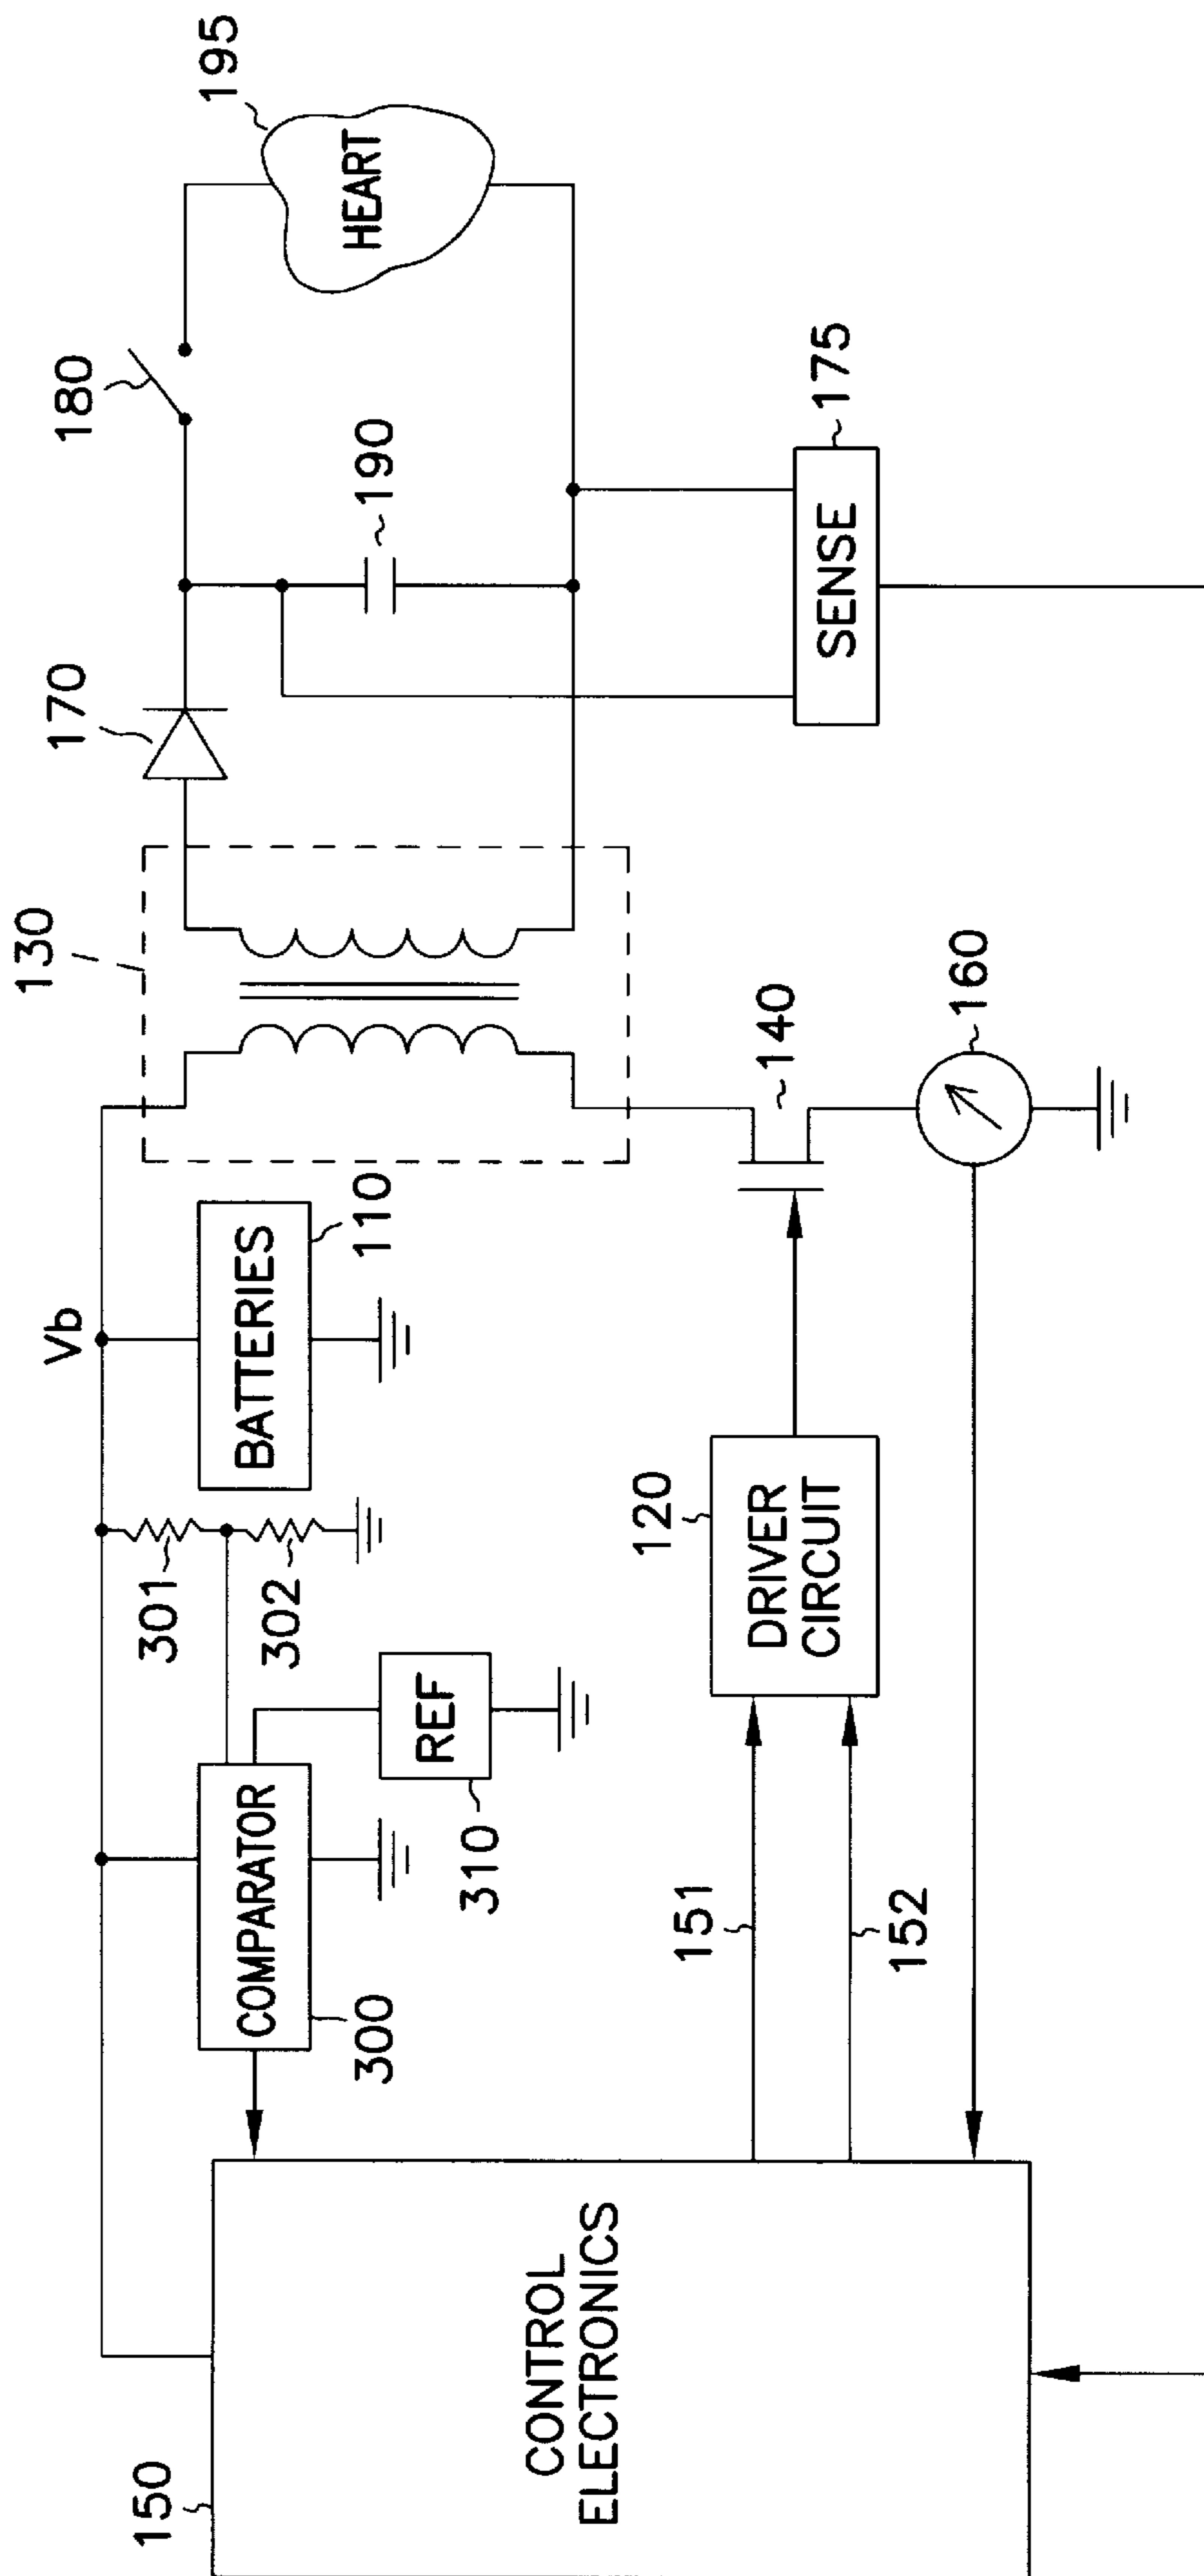 195
HEART
180
190
170
175
SENSE
130
160
140
Vb
110
BATTERIES
120
DRIVER
CIRCUIT
301
302
REF
310
COMPARATOR
300
151
152
CONTROL
ELECTRONICS
150